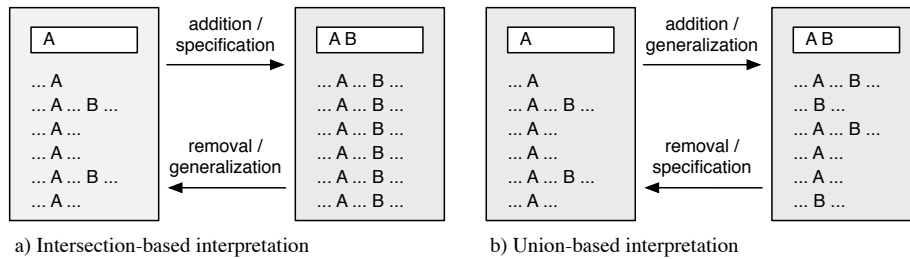 A
... A
... A ... B ...
... A ...
... A ...
... A ... B ...
... A ...
addition /
specification
removal /
generalization
A B
... A ... B ...
... A ... B ...
... A ... B ...
... A ... B ...
... A ... B ...
... A ... B ...
a) Intersection-based interpretation
A
... A
... A ... B ...
... A ...
... A ...
... A ... B ...
... A ...
addition /
generalization
removal /
specification
A B
... A ... B ...
... B ...
... A ... B ...
... A ...
... A ...
... B ...
b) Union-based interpretation